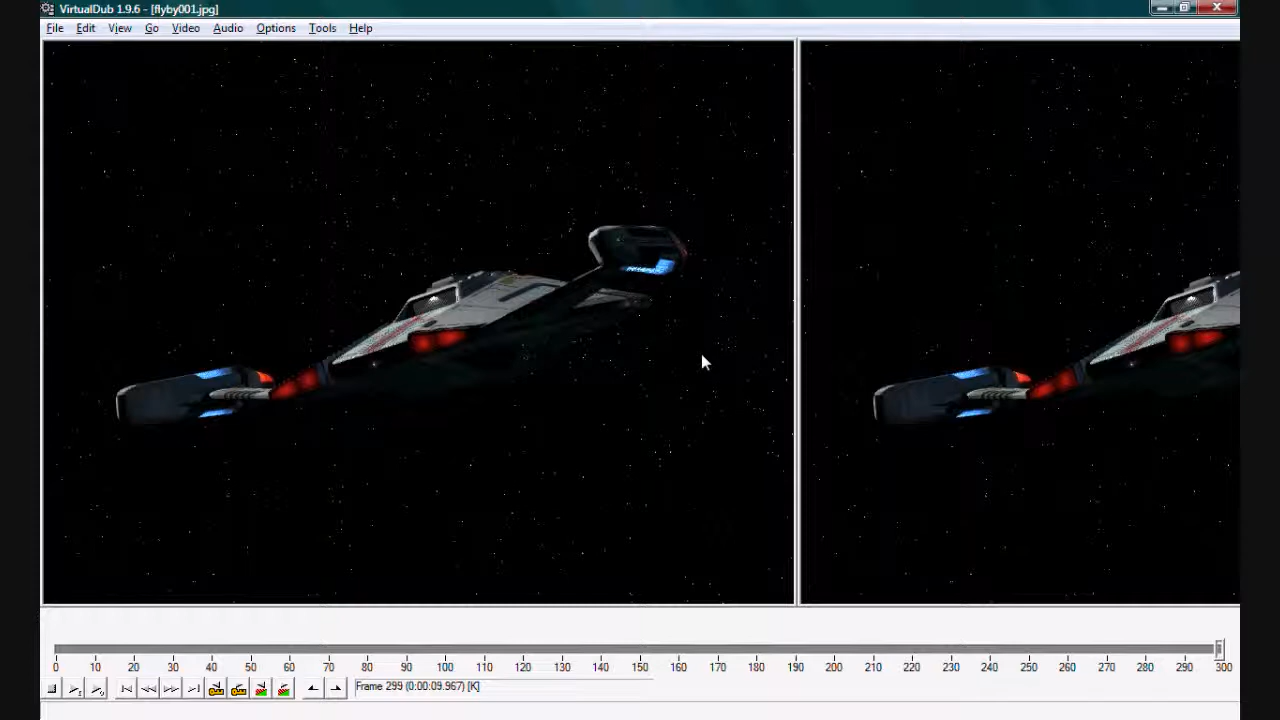 VirtualDub 1.9.6 - [flyby001.jpg]
File Edit View Go Video Audio Options Tools Help
0 10 20 30 40 50 60 70 80 90 100 110 120 130 140 150 160 170 180 190 200 210 220 230 240 250 260 270 280 290 300
Frame 299 (0:00:09.967) [K]